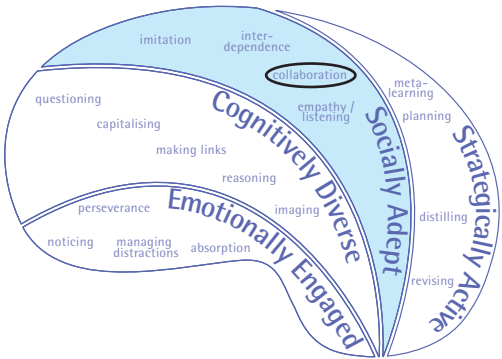 imitation
inter-
dependence
collaboration
empathy /
listening
Socially Adept
meta-
learning
planning
distilling
revising
Strategically Active
questioning
capitalising
making links
reasoning
imaging
Cognitively Diverse
perseverance
noticing
managing
distractions
absorption
Emotionally Engaged